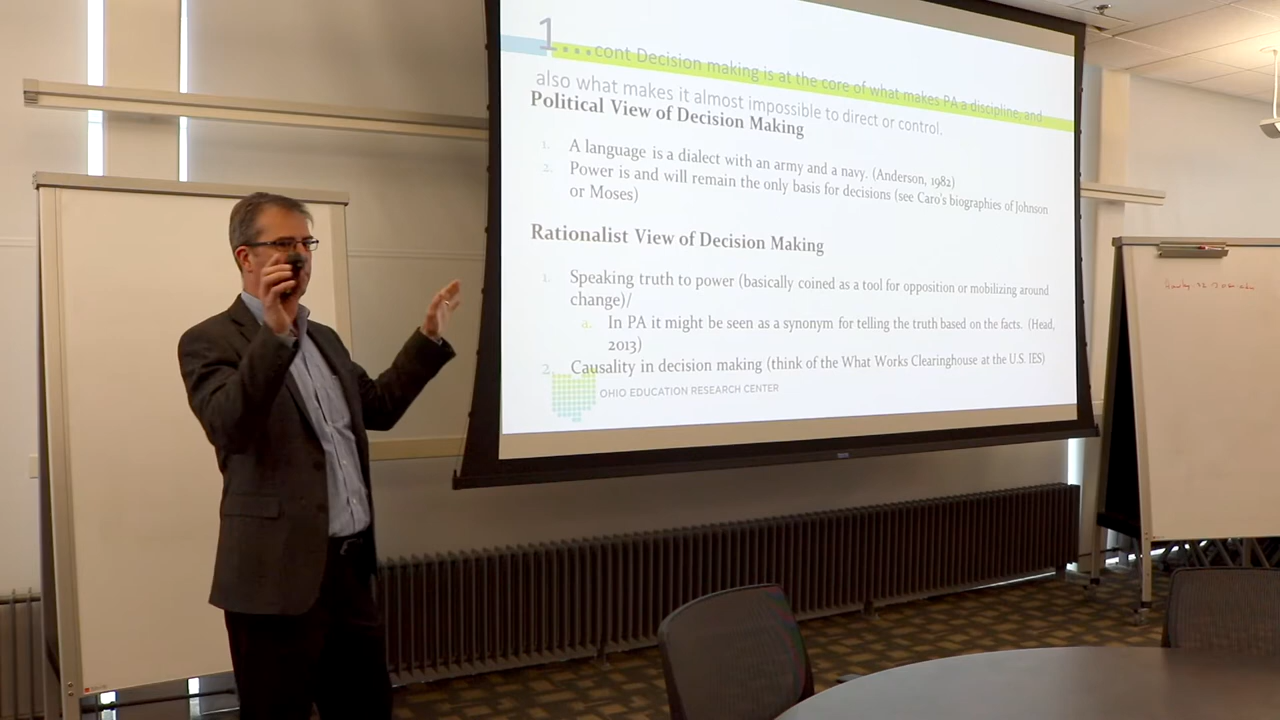 1...cont Decision making is at the core of what makes PA a discipline, and
also what makes it almost impossible to direct or control.
Political View of Decision Making
1. A language is a dialect with an army and a navy. (Anderson, 1982)
2. Power is and will remain the only basis for decisions (see Caro's biographies of Johnson
or Moses)
Rationalist View of Decision Making
1. Speaking truth to power (basically coined as a tool for opposition or mobilizing around
change)/
a. In PA it might be seen as a synonym for telling the truth based on the facts. (Head,
2013)
2. Causality in decision making (think of the What Works Clearinghouse at the U.S. IES)
OHIO EDUCATION RESEARCH CENTER